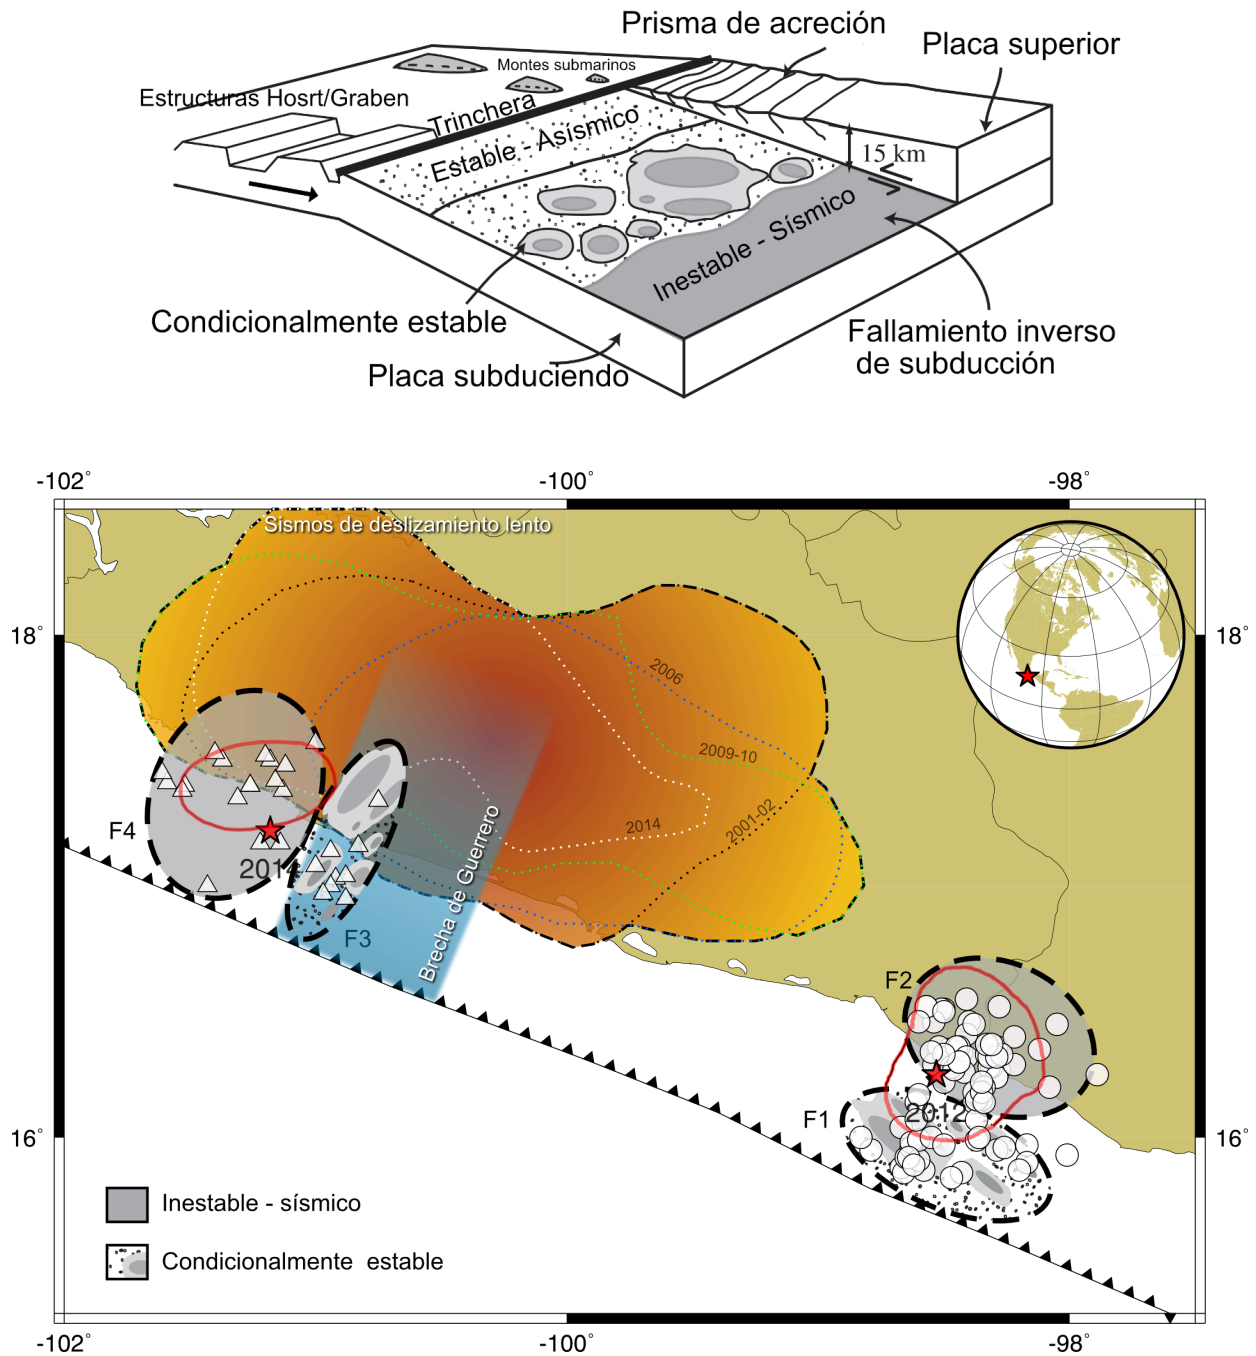 Prisma de acreción
Placa superior
Montes submarinos
Estructuras Hosrt/Graben
Trinchera
Estable - Asísmico
15 km
Inestable - Sísmico
Condicionalmente estable
Placa subduciendo
Fallamiento inverso
de subducción
-102°
-100°
-98°
Sismos de deslizamiento lento
18°
18°
2006
2009-10
2001-02
2014
F4
2014
F3
Brecha de Guerrero
F2
2012
F1
16°
16°
Inestable - sísmico
Condicionalmente estable
-102°
-100°
-98°